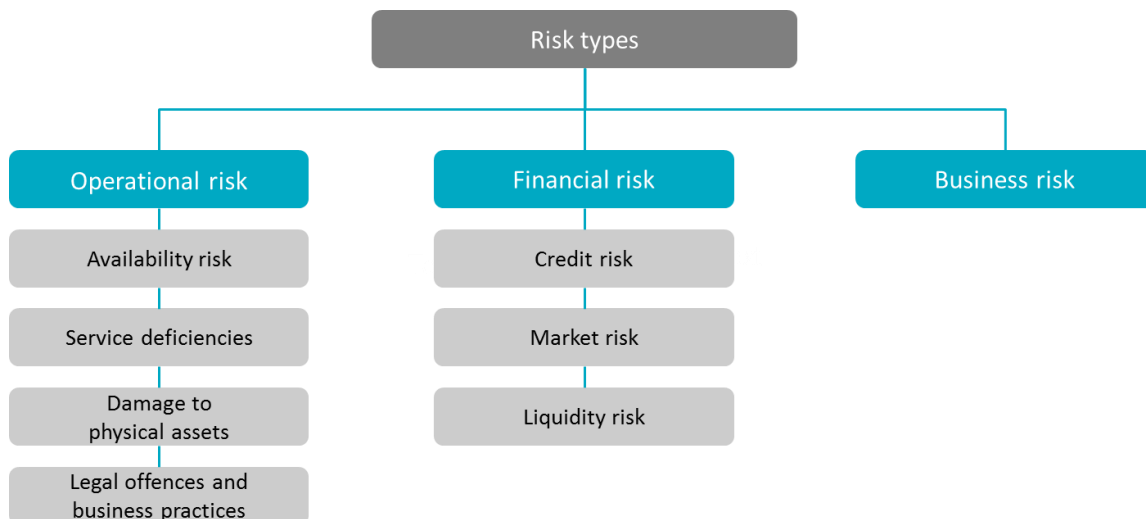 Risk types
Operational risk
Financial risk
Business risk
Availability risk
Credit risk
Service deficiencies
Market risk
Damage to
physical assets
Liquidity risk
Legal offences and
business practices